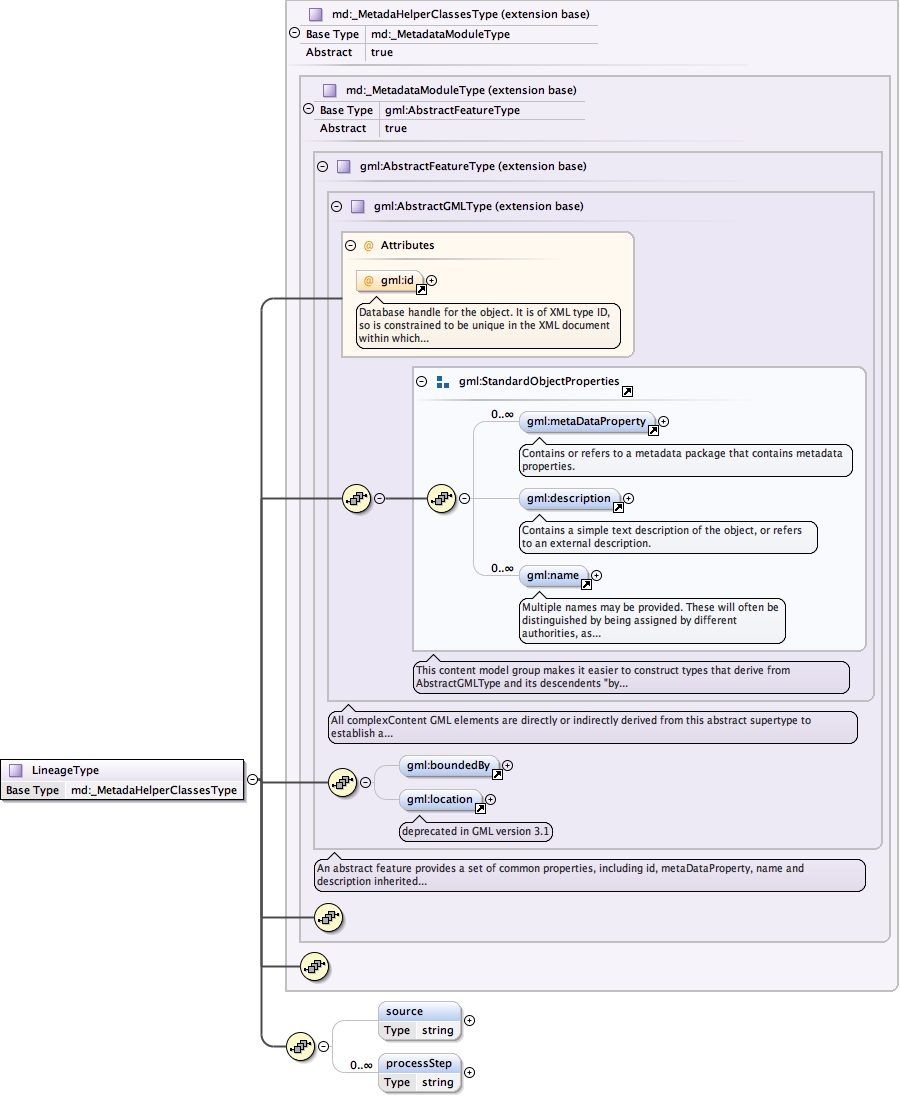 md:_MetadaHelperClassesType (extension base)
Base Type md:_MetadataModuleType
Abstract true
md:_MetadataModuleType (extension base)
Base Type gml:AbstractFeatureType
Abstract true
gml:AbstractFeatureType (extension base)
gml:AbstractGMLType (extension base)
@ Attributes
@ gml:id
Database handle for the object. It is of XML type ID,
so is constrained to be unique in the XML document
within which...
gml:StandardObjectProperties
0..∞ gml:metaDataProperty
Contains or refers to a metadata package that contains metadata
properties.
gml:description
Contains a simple text description of the object, or refers
to an external description.
0..∞ gml:name
Multiple names may be provided. These will often be
distinguished by being assigned by different
authorities, as...
This content model group makes it easier to construct types that derive from
AbstractGMLType and its descendents "by...
All complexContent GML elements are directly or indirectly derived from this abstract supertype to
establish a...
LineageType
Base Type md:_MetadaHelperClassesType
gml:boundedBy
gml:location
deprecated in GML version 3.1
An abstract feature provides a set of common properties, including id, metaDataProperty, name and
description inherited...
source
Type string
0..∞ processStep
Type string